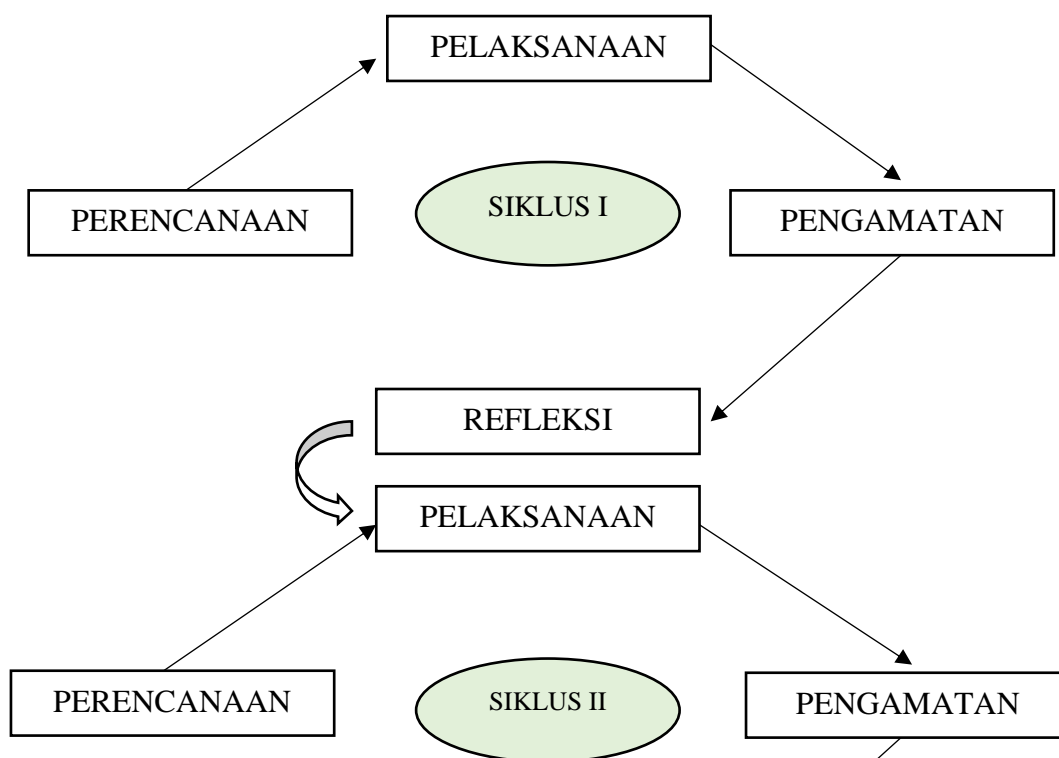 PELAKSANAAN
PERENCANAAN
SIKLUS I
PENGAMATAN
REFLEKSI
PELAKSANAAN
PERENCANAAN
SIKLUS II
PENGAMATAN